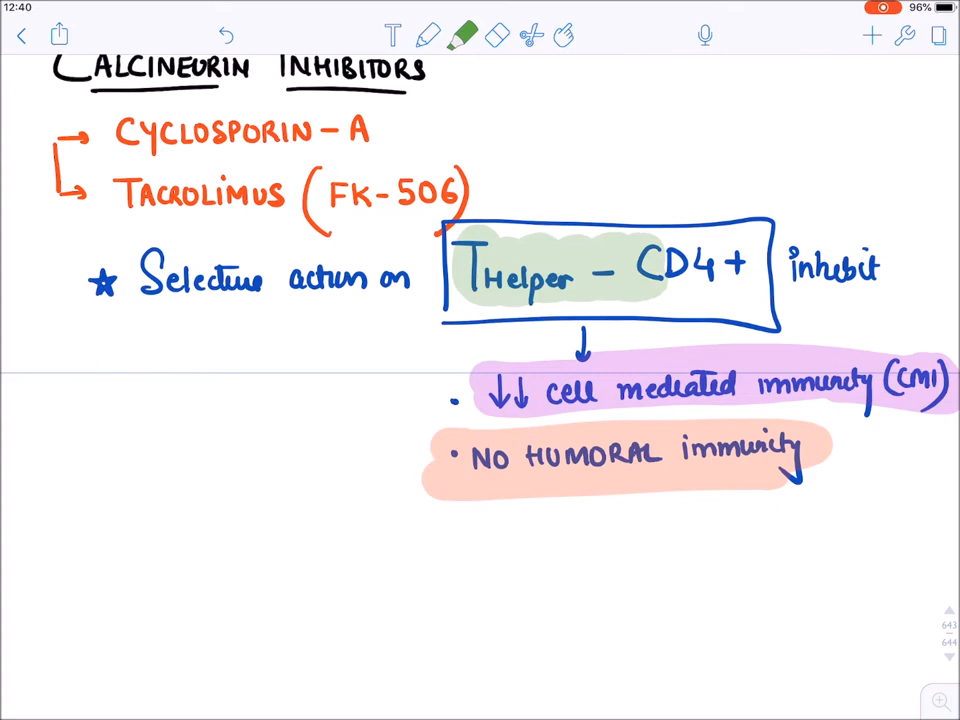 12:40
96%
CALCINEURIN INHIBITORS
→ CYCLOSPORIN - A
→ TACROLIMUS (FK-506)
★ Selective action on THelper - CD4+ inhibit
↓
• ↓↓ cell mediated immunity (CMI)
• NO HUMORAL immunity
643
644